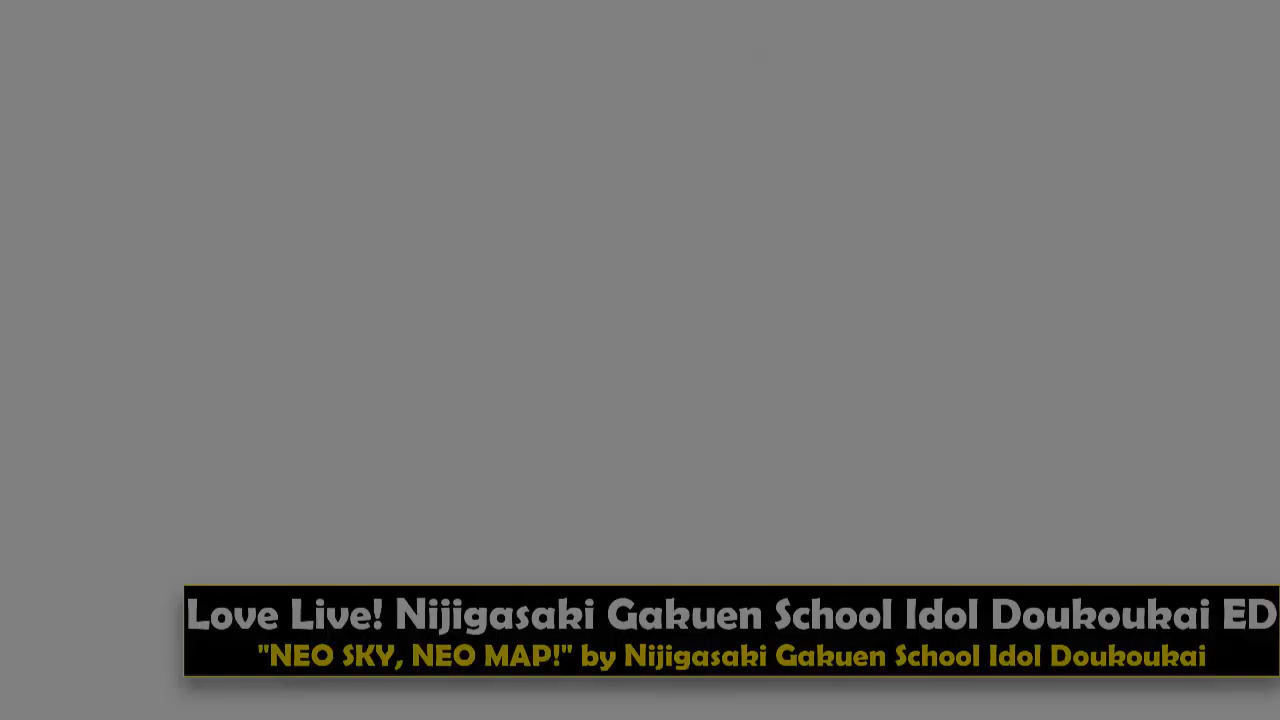 Love Live! Nijigasaki Gakuen School Idol Doukoukai ED
"NEO SKY, NEO MAP!" by Nijigasaki Gakuen School Idol Doukoukai